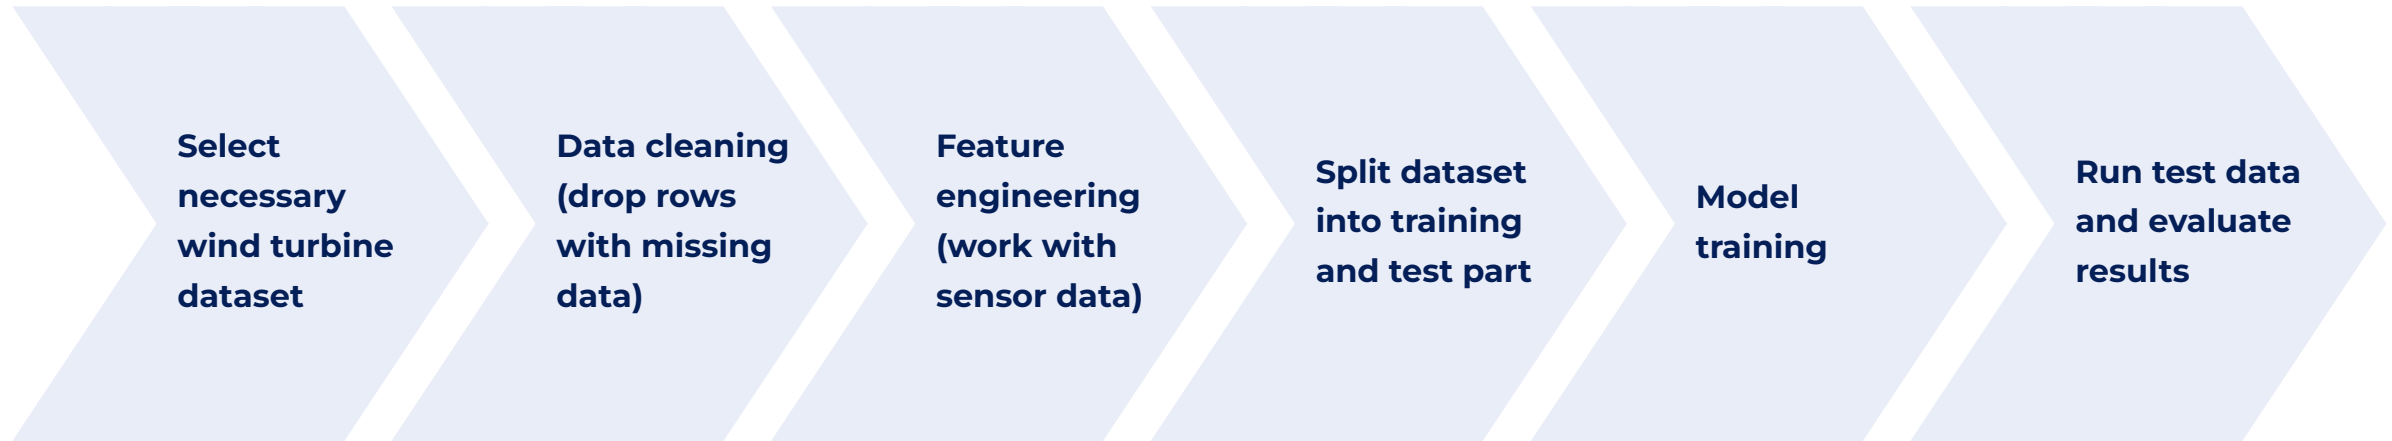 Select
necessary
wind turbine
dataset
Data cleaning
(drop rows
with missing
data)
Feature
engineering
(work with
sensor data)
Split dataset
into training
and test part
Model
training
Run test data
and evaluate
results